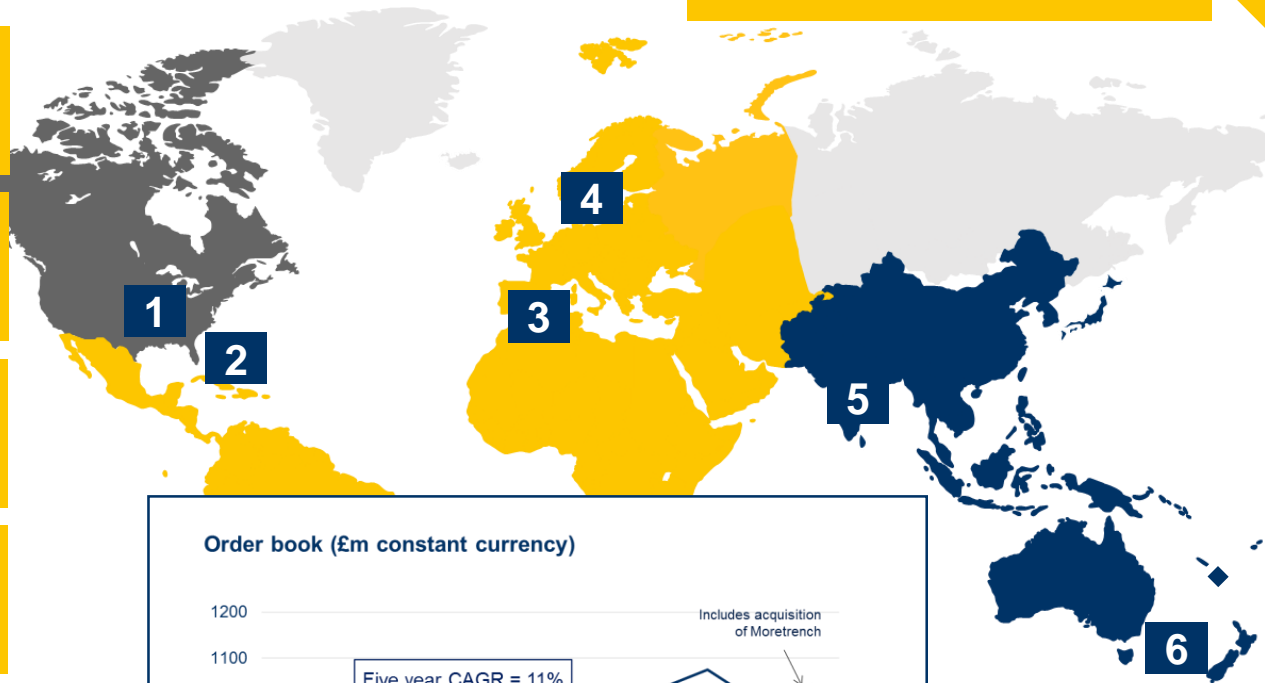 4
1
3
2
5
Order book (£m constant currency)
1200
Includes acquisition
of Moretrench
1100
6
Five year CAGR = 11%